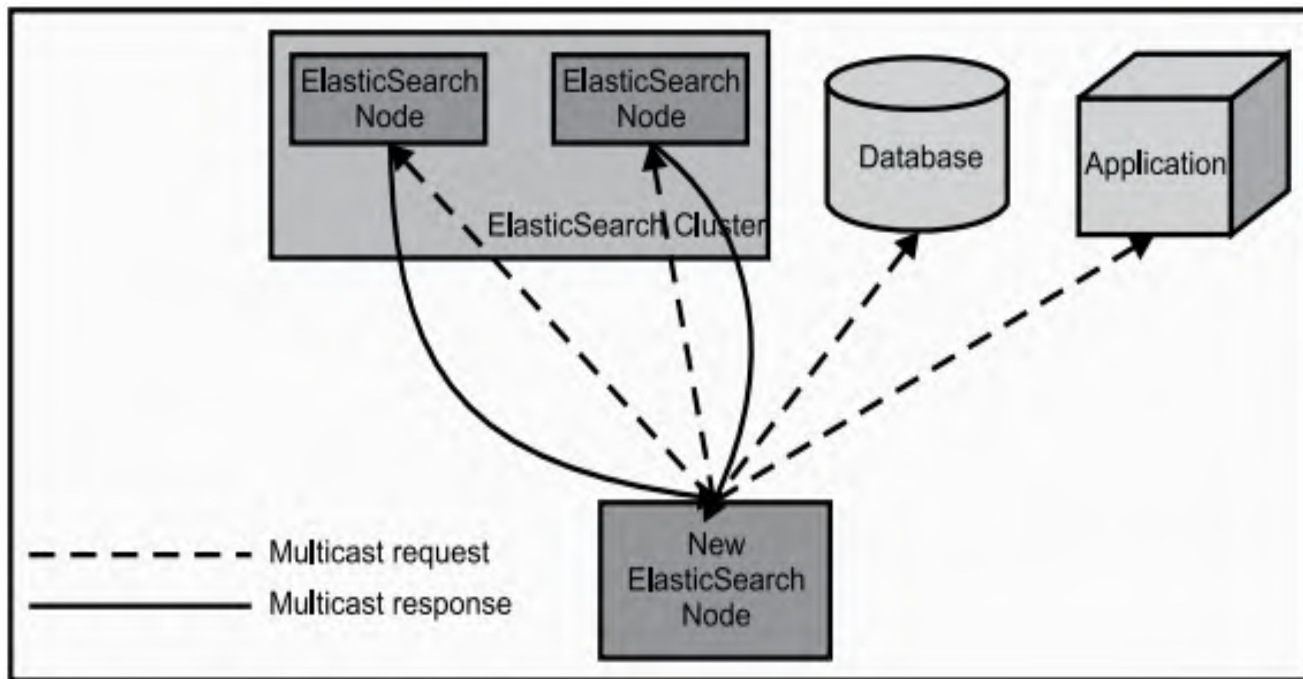 ElasticSearch
Node
ElasticSearch
Node
Database
Application
ElasticSearch Cluster
Multicast request
Multicast response
New
ElasticSearch
Node